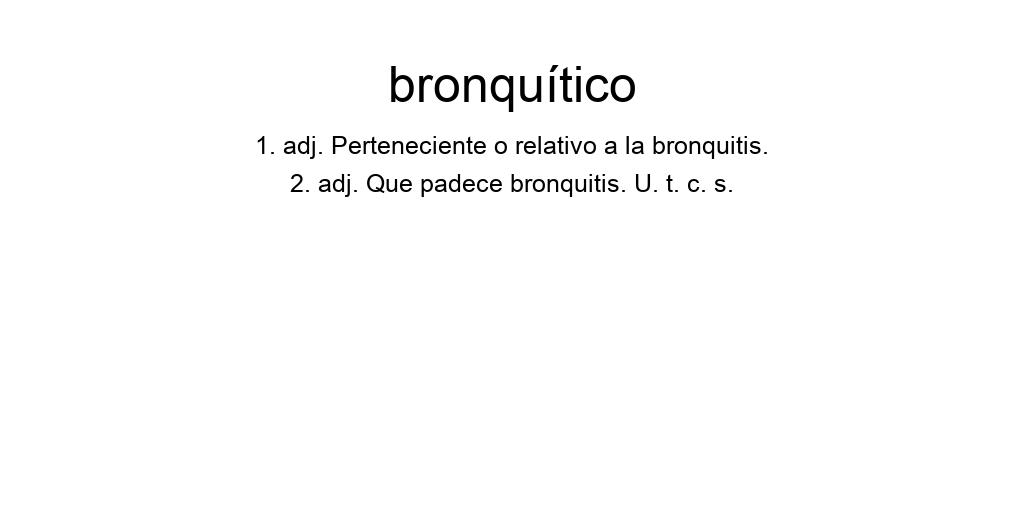 bronquítico
1. adj. Perteneciente o relativo a la bronquitis.
2. adj. Que padece bronquitis. U. t. c. s.